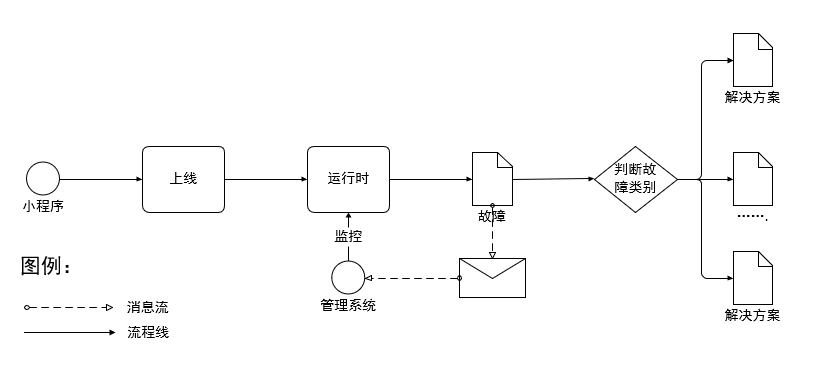 解决方案
上线
运行时
判断故
障类别
小程序
故障
…….
监控
图例：
管理系统
消息流
解决方案
流程线